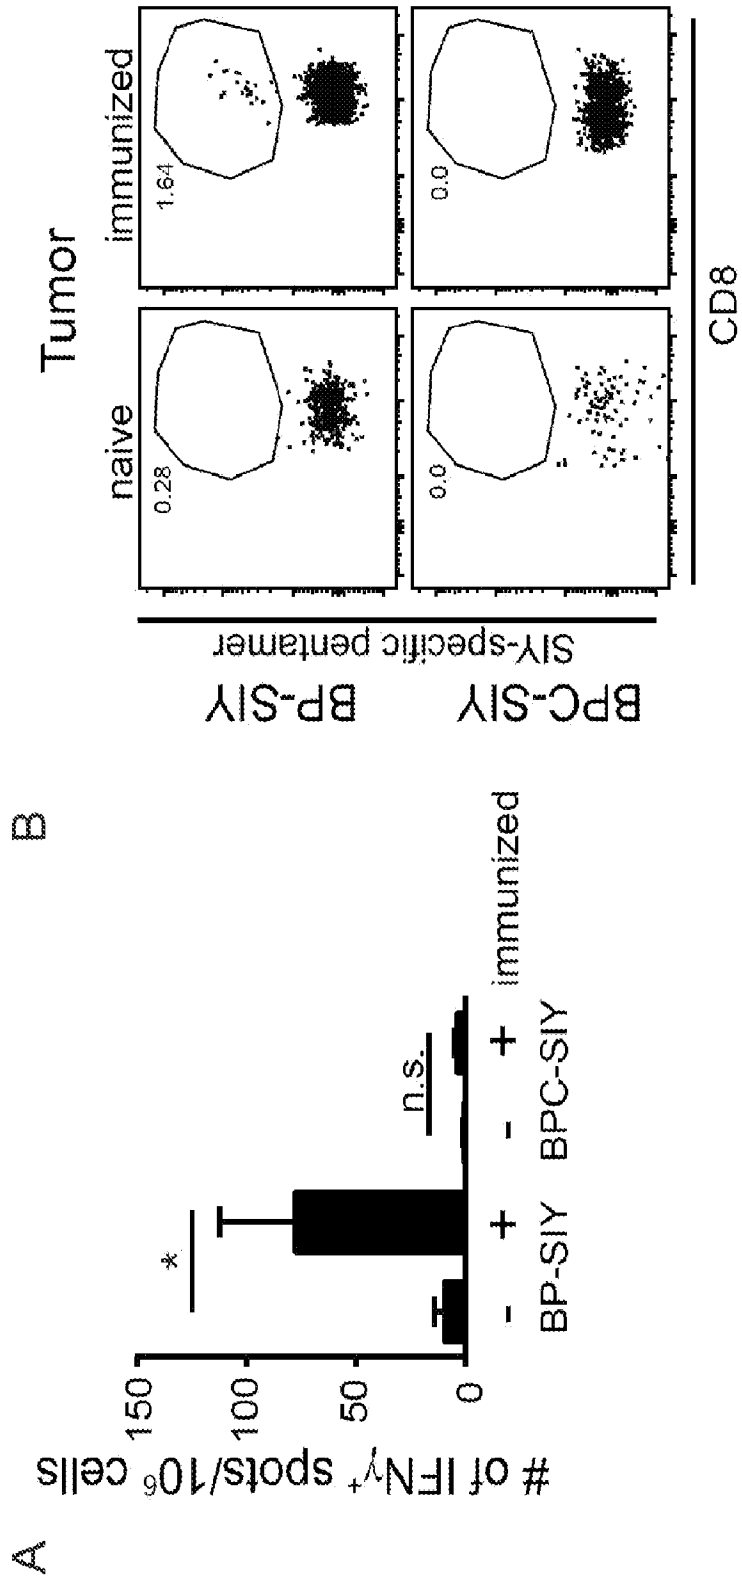 A
# of IFNγ+ spots/10⁶ cells
150
100
50
0
*
n.s.
- + - + immunized
BP-SIY BPC-SIY
B
Tumor
naive immunized
BP-SIY
BPC-SIY
SIY-specific pentamer
0.28
1.64
0.0
0.0
CD8